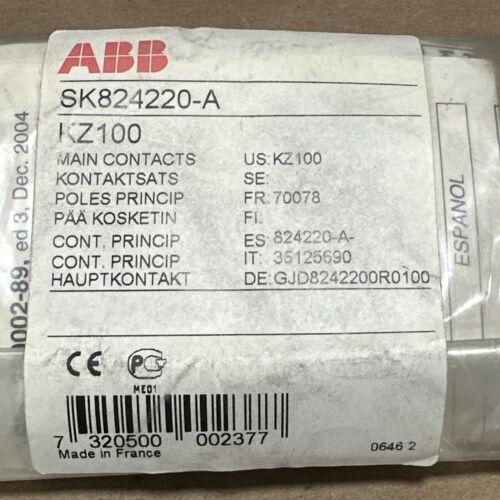 ABB
SK824220-A
KZ100
MAIN CONTACTS US: KZ100
KONTAKTSATS SE:
POLES PRINCIP FR: 70078
PÄÄ KOSKETIN FI.
CONT. PRINCIP ES: 824220-A-
CONT. PRINCIP IT: 35125690
HAUPTKONTAKT DE: GJD8242200R0100
CE PC
ME01
7 320500 002377
Made in France
0646 2
0002-89, ed 3, Dec. 2004
ESPANOL